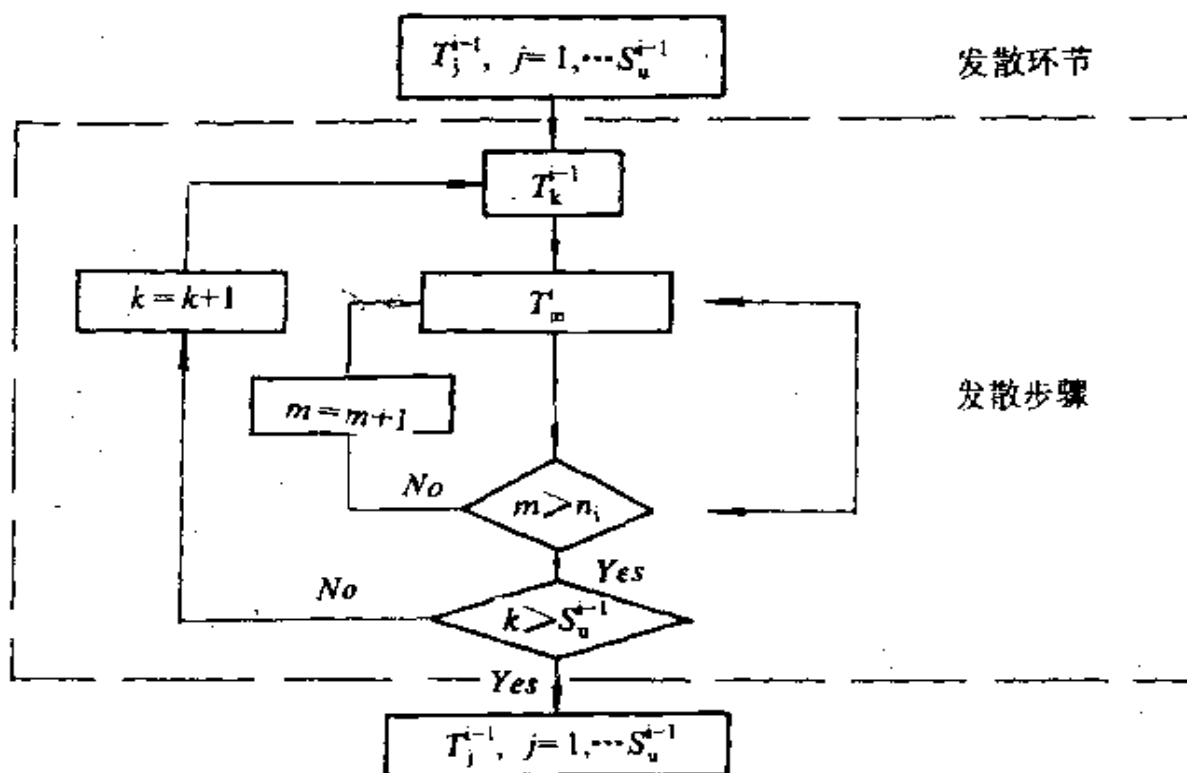 T_j^{i-1}, j=1,…S_u^{i-1}
发散环节
T_k^{i-1}
k=k+1
T_m^i
m=m+1
发散步骤
No
m>n_i
Yes
No
k>S_u^{i-1}
Yes
T_j^{i-1}, j=1,…S_u^{i-1}